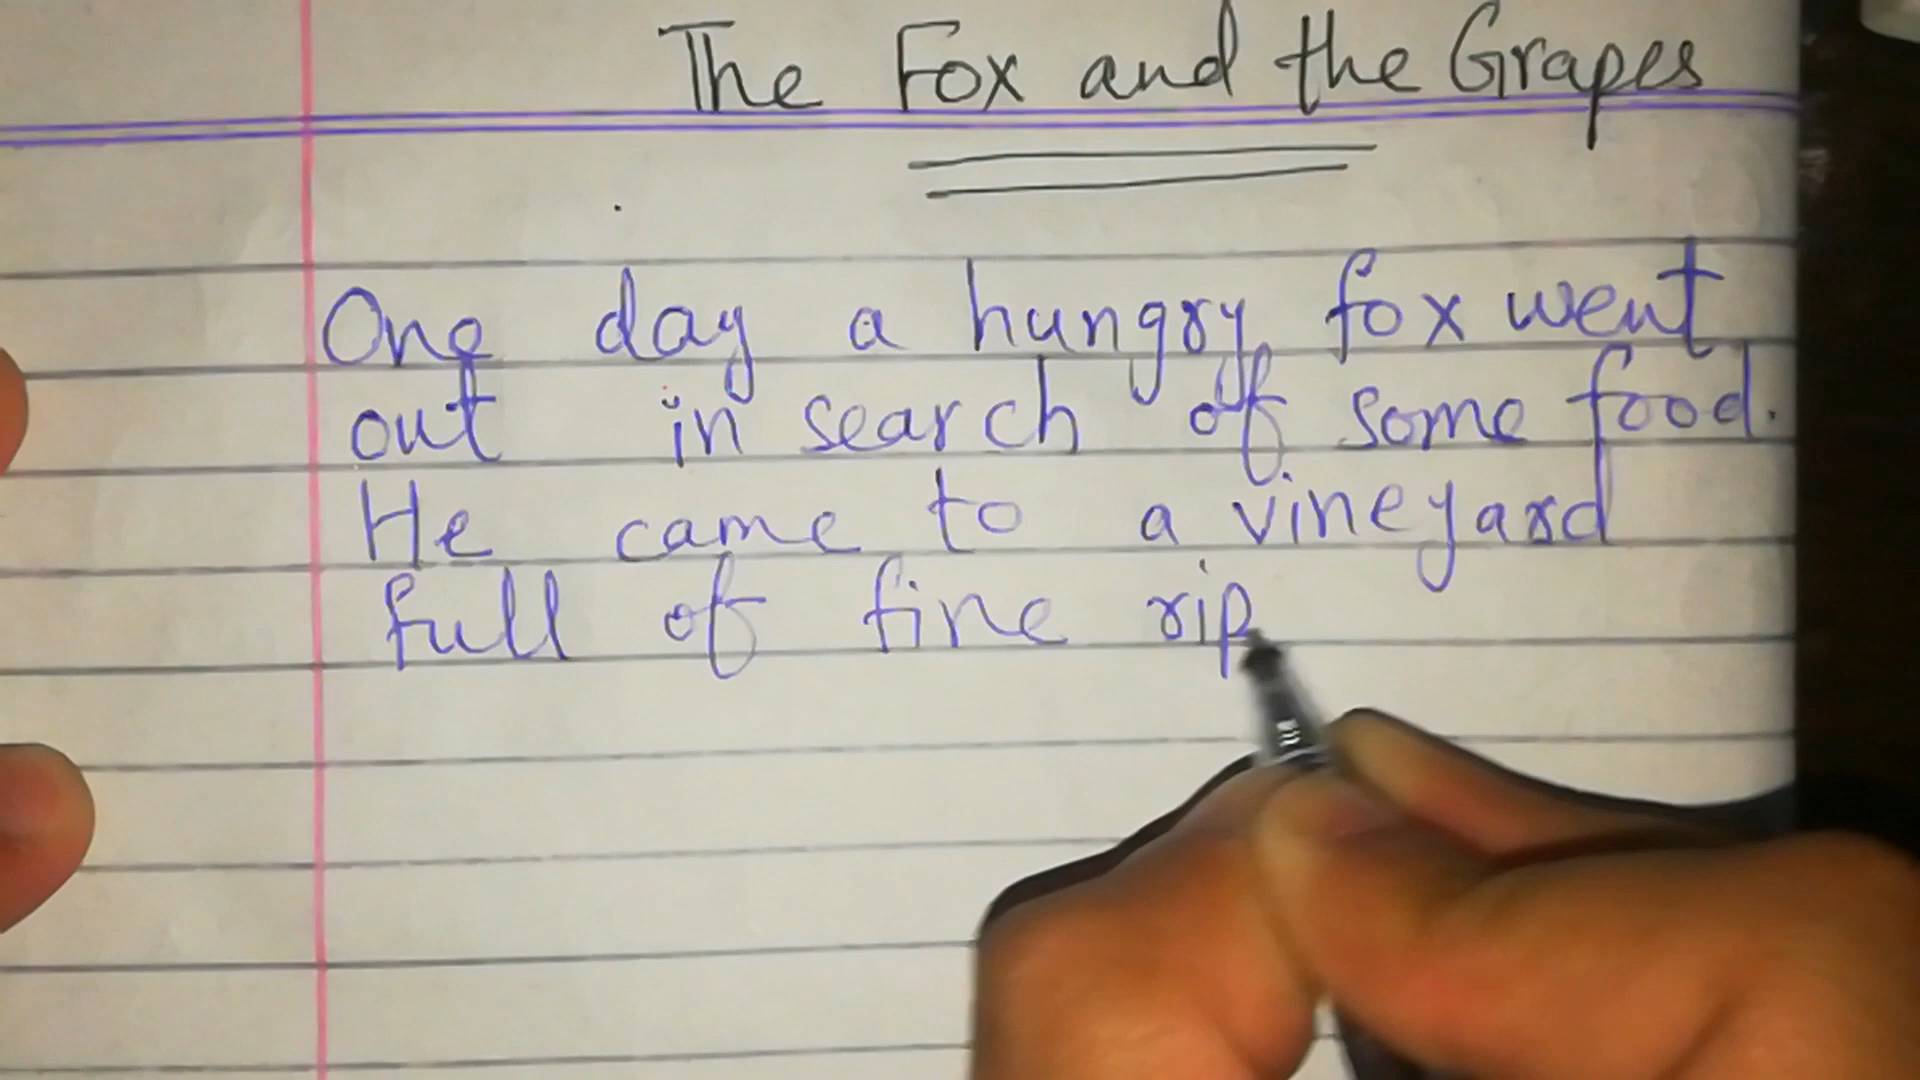 The Fox and the Grapes
One day a hungry fox went
out in search of some food.
He came to a vineyard
full of fine rip